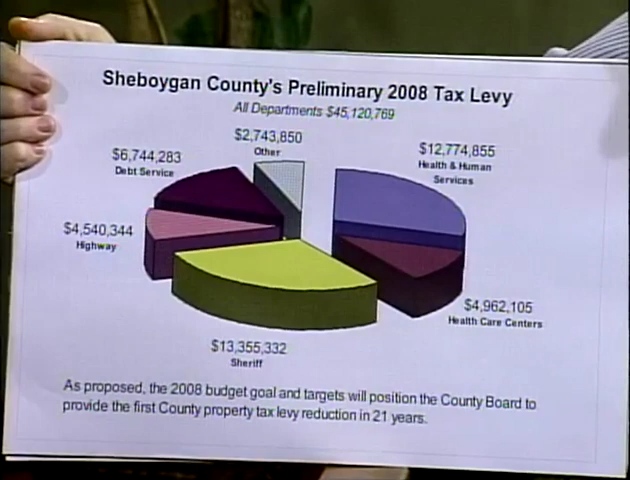 Sheboygan County's Preliminary 2008 Tax Levy
All Departments $45,120,769
$2,743,850
Other
$6,744,283
Debt Service
$12,774,855
Health & Human
Services
$4,540,344
Highway
$4,962,105
Health Care Centers
$13,355,332
Sheriff
As proposed, the 2008 budget goal and targets will position the County Board to
provide the first County property tax levy reduction in 21 years.